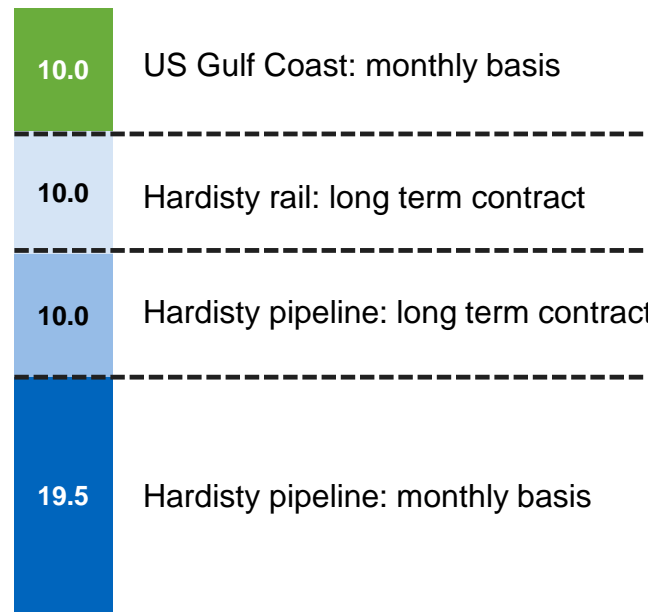 10.0 US Gulf Coast: monthly basis
10.0 Hardisty rail: long term contract
10.0 Hardisty pipeline: long term contract
19.5 Hardisty pipeline: monthly basis